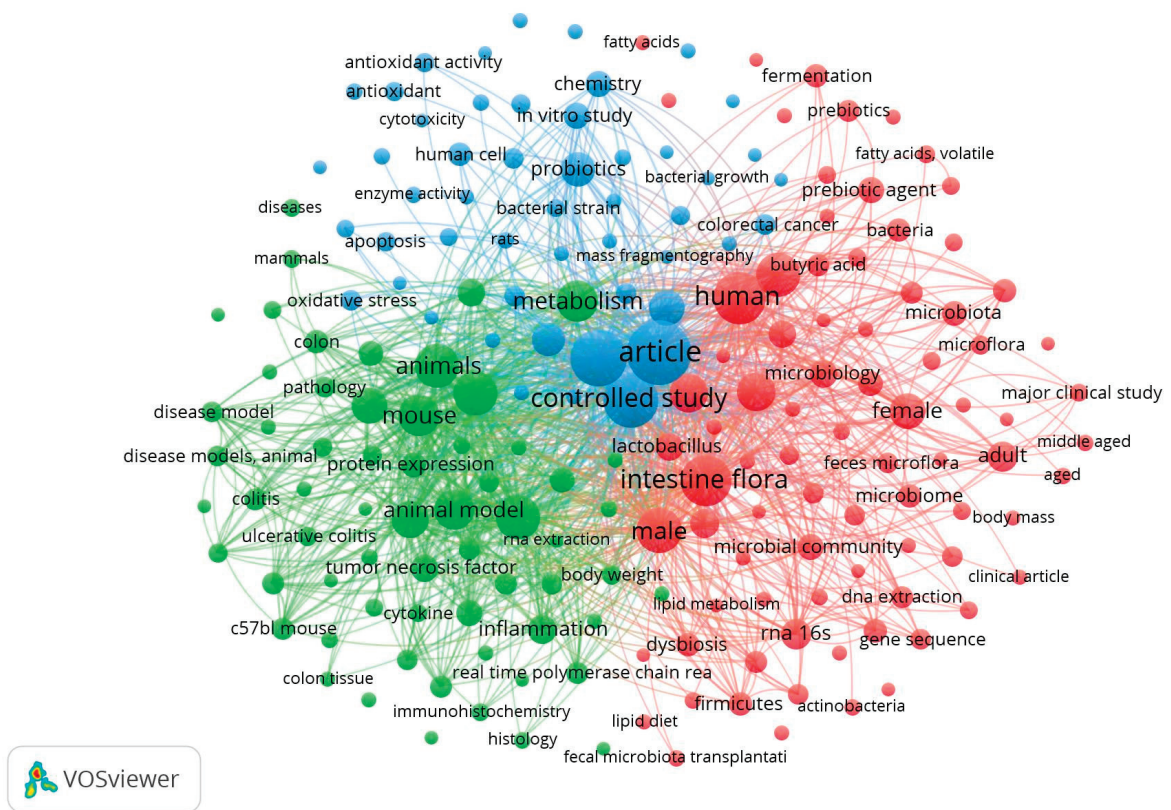 fatty acids
antioxidant activity
fermentation
chemistry
antioxidant
prebiotics
in vitro study
cytotoxicity
human cell
fatty acids, volatile
probiotics
bacterial growth
prebiotic agent
enzyme activity
diseases
bacterial strain
colorectal cancer
bacteria
apoptosis
rats
mass fragmentography
mammals
butyric acid
oxidative stress
metabolism
human
microbiota
colon
article
microflora
animals
microbiology
pathology
controlled study
major clinical study
disease model
mouse
female
lactobacillus
middle aged
disease models, animal
protein expression
feces microflora
adult
aged
intestine flora
colitis
microbiome
animal model
body mass
ulcerative colitis
rna extraction
male
microbial community
tumor necrosis factor
body weight
clinical article
dna extraction
cytokine
lipid metabolism
c57bl mouse
inflammation
rna 16s
gene sequence
dysbiosis
real time polymerase chain rea
colon tissue
firmicutes
actinobacteria
immunohistochemistry
lipid diet
histology
fecal microbiota transplantati
VOSviewer